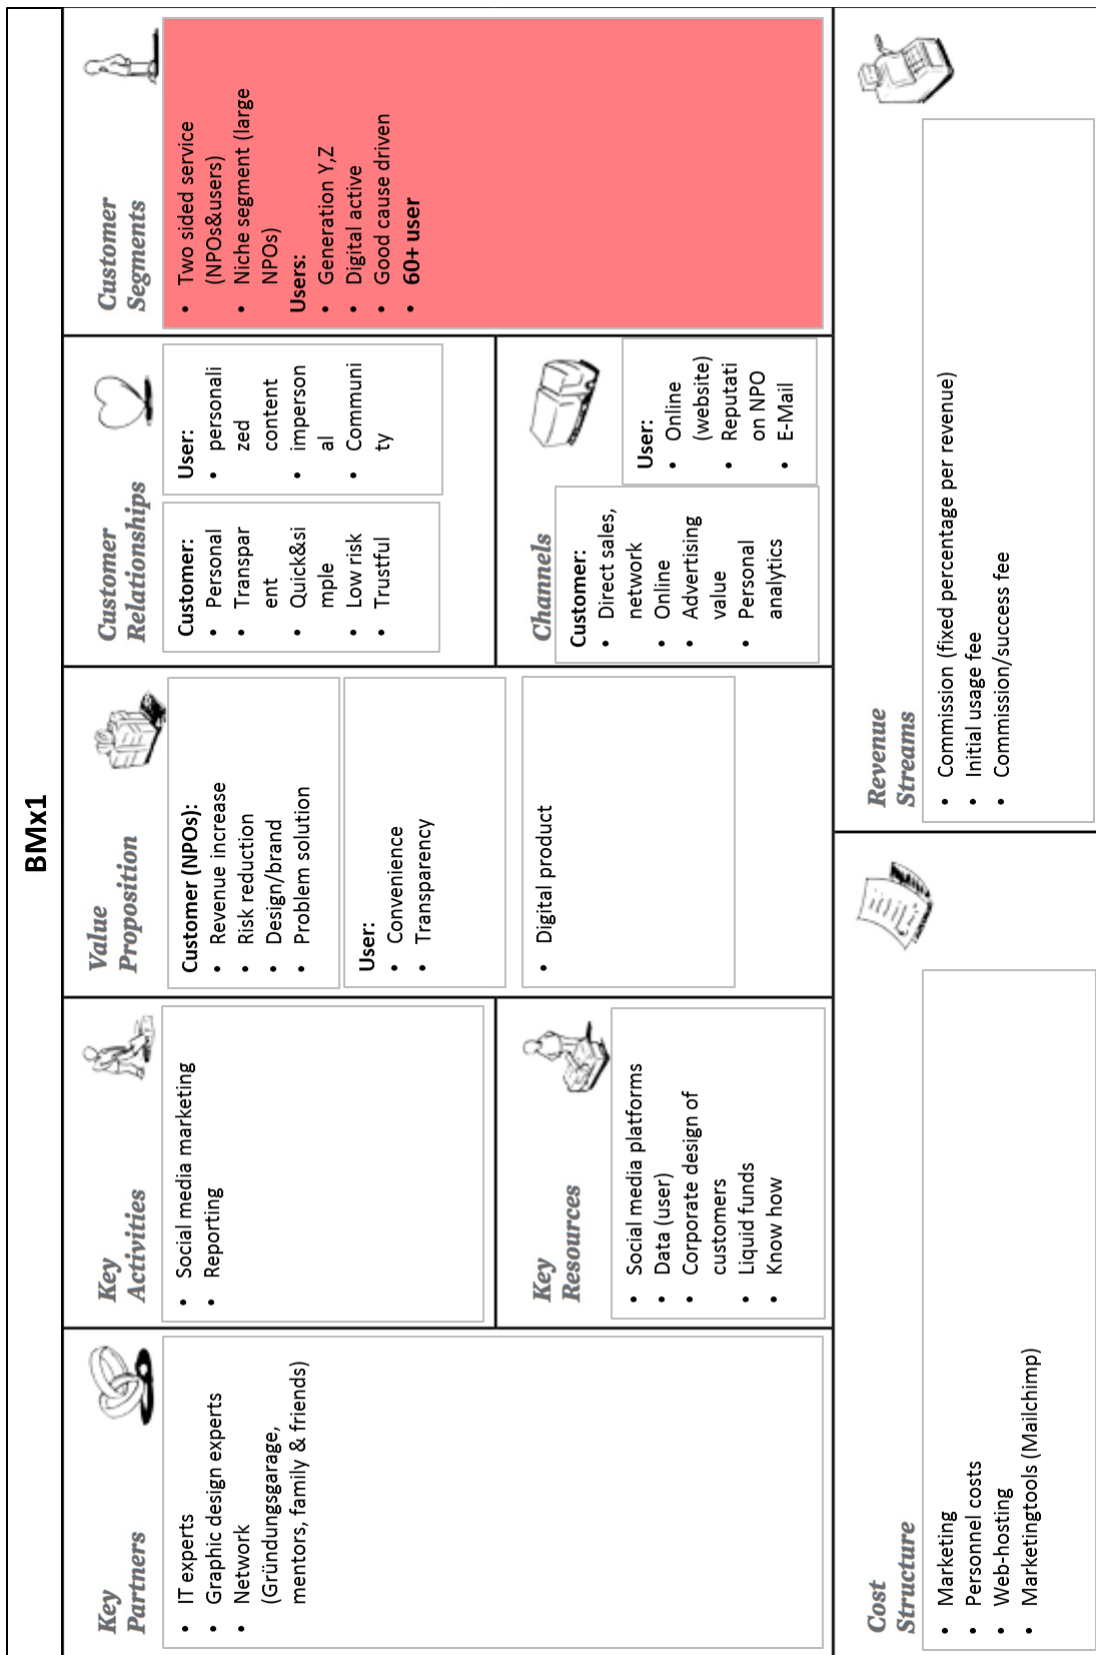 BMx1
Key
Partners
• IT experts
• Graphic design experts
• Network
(Gründungsgarage,
mentors, family & friends)
Key
Activities
• Social media marketing
• Reporting
Key
Resources
• Social media platforms
• Data (user)
• Corporate design of
customers
• Liquid funds
• Know how
Value
Proposition
Customer (NPOs):
• Revenue increase
• Risk reduction
• Design/brand
• Problem solution
User:
• Convenience
• Transparency
• Digital product
Customer
Relationships
Customer:
• Personal
• Transpar
ent
• Quick&si
mple
• Low risk
• Trustful
User:
• personali
zed
content
• imperson
al
• Communi
ty
Channels
Customer:
• Direct sales,
network
• Online
• Advertising
value
• Personal
analytics
User:
• Online
(website)
• Reputati
on NPO
• E-Mail
Customer
Segments
• Two sided service
(NPOs&users)
• Niche segment (large
NPOs)
Users:
• Generation Y,Z
• Digital active
• Good cause driven
• 60+ user
Cost
Structure
• Marketing
• Personnel costs
• Web-hosting
• Marketingtools (Mailchimp)
Revenue
Streams
• Commission (fixed percentage per revenue)
• Initial usage fee
• Commission/success fee